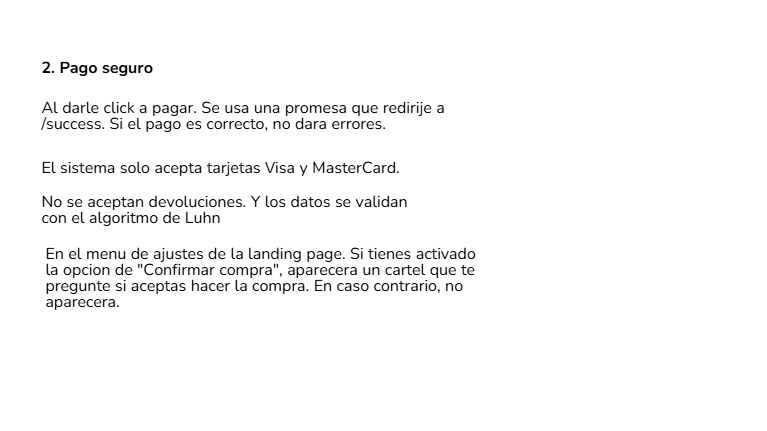 2. Pago seguro
Al darle click a pagar. Se usa una promesa que redirije a
/success. Si el pago es correcto, no dara errores.
El sistema solo acepta tarjetas Visa y MasterCard.
No se aceptan devoluciones. Y los datos se validan
con el algoritmo de Luhn
En el menu de ajustes de la landing page. Si tienes activado
la opcion de "Confirmar compra", aparecera un cartel que te
pregunte si aceptas hacer la compra. En caso contrario, no
aparecera.